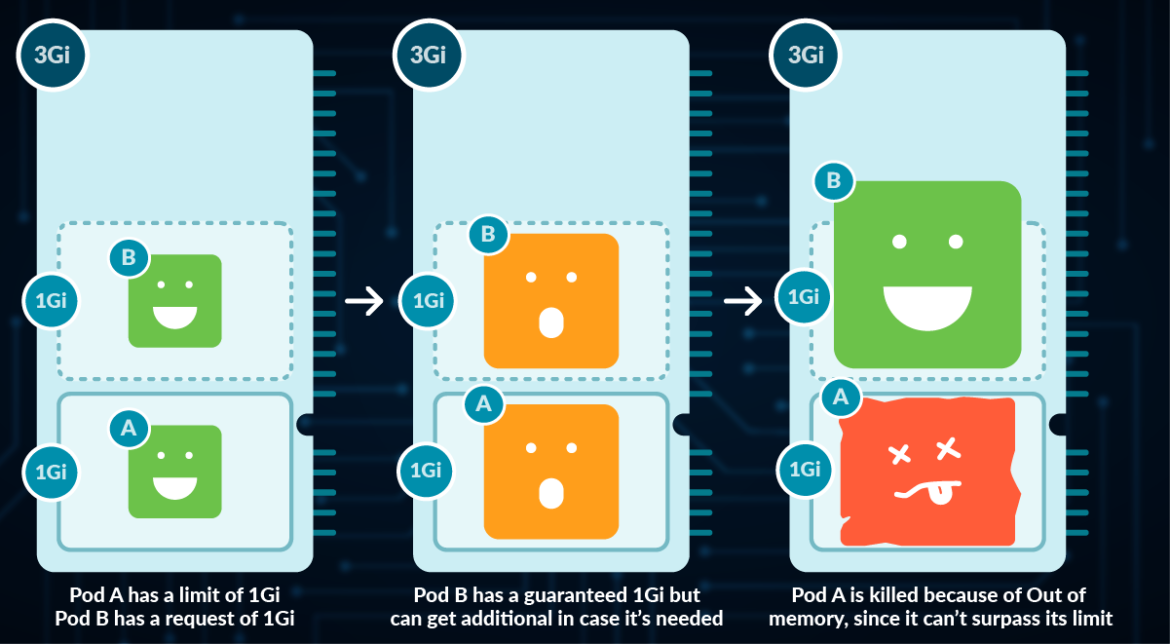 3Gi
B
1Gi
A
1Gi
Pod A has a limit of 1Gi
Pod B has a request of 1Gi
3Gi
B
1Gi
A
1Gi
Pod B has a guaranteed 1Gi but
can get additional in case it's needed
3Gi
B
1Gi
A
1Gi
Pod A is killed because of Out of
memory, since it can't surpass its limit